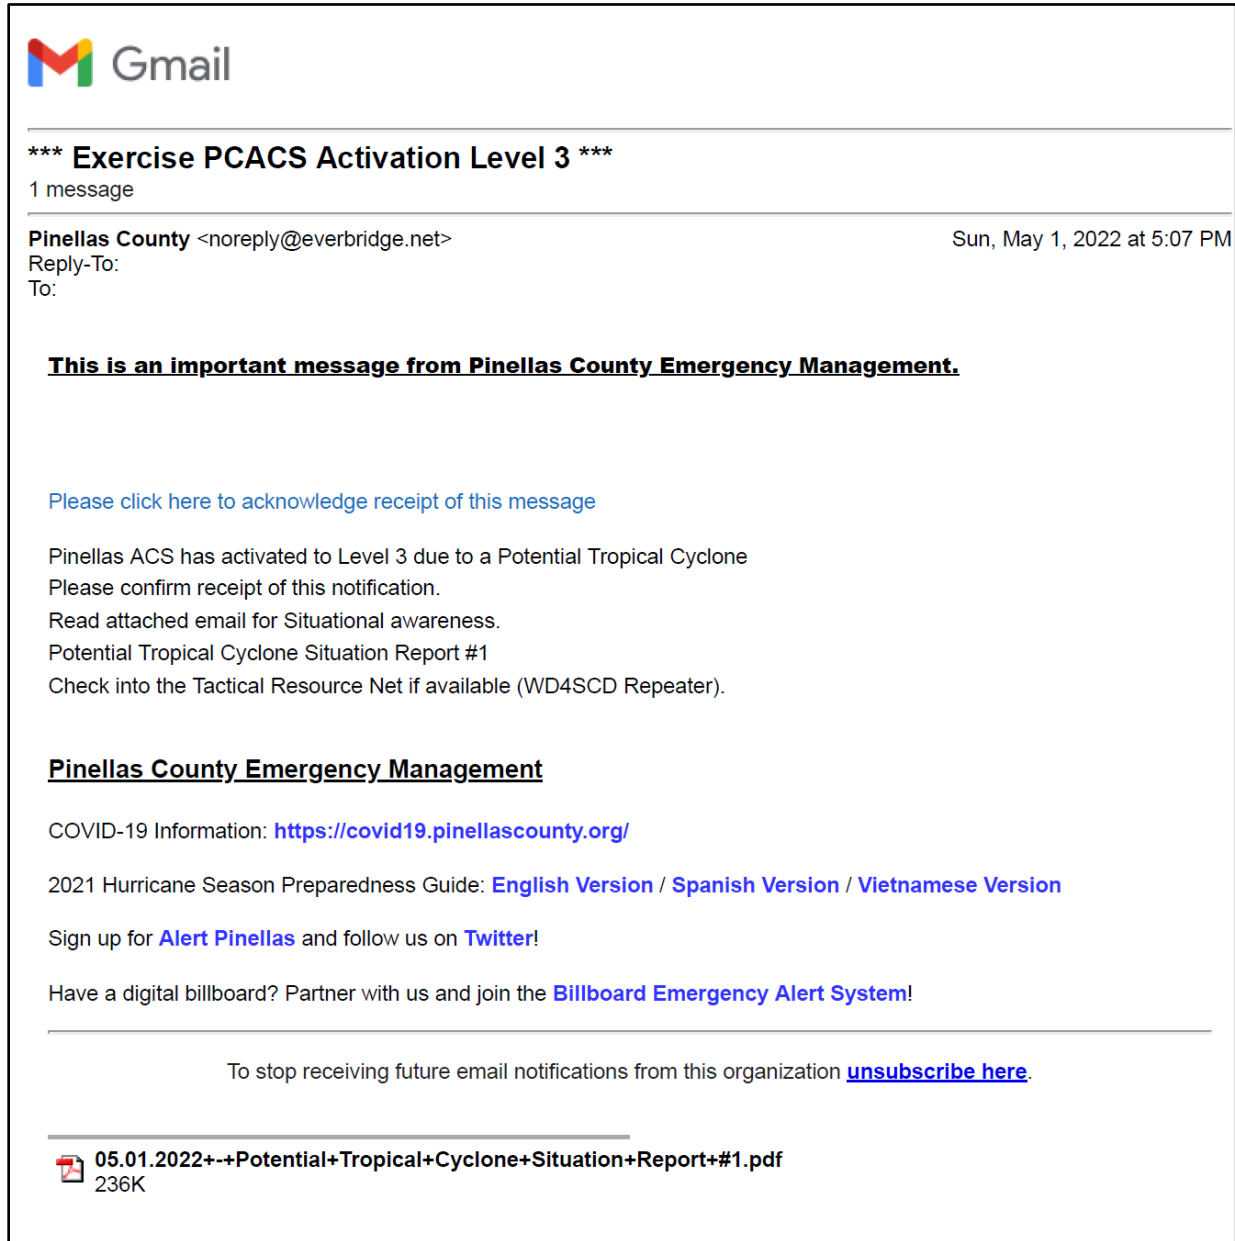 Gmail
*** Exercise PCACS Activation Level 3 ***
1 message
Pinellas County <noreply@everbridge.net> Sun, May 1, 2022 at 5:07 PM
Reply-To:
To:
This is an important message from Pinellas County Emergency Management.
Please click here to acknowledge receipt of this message
Pinellas ACS has activated to Level 3 due to a Potential Tropical Cyclone
Please confirm receipt of this notification.
Read attached email for Situational awareness.
Potential Tropical Cyclone Situation Report #1
Check into the Tactical Resource Net if available (WD4SCD Repeater).
Pinellas County Emergency Management
COVID-19 Information: https://covid19.pinellascounty.org/
2021 Hurricane Season Preparedness Guide: English Version / Spanish Version / Vietnamese Version
Sign up for Alert Pinellas and follow us on Twitter!
Have a digital billboard? Partner with us and join the Billboard Emergency Alert System!
To stop receiving future email notifications from this organization unsubscribe here.
05.01.2022+-+Potential+Tropical+Cyclone+Situation+Report+#1.pdf
236K